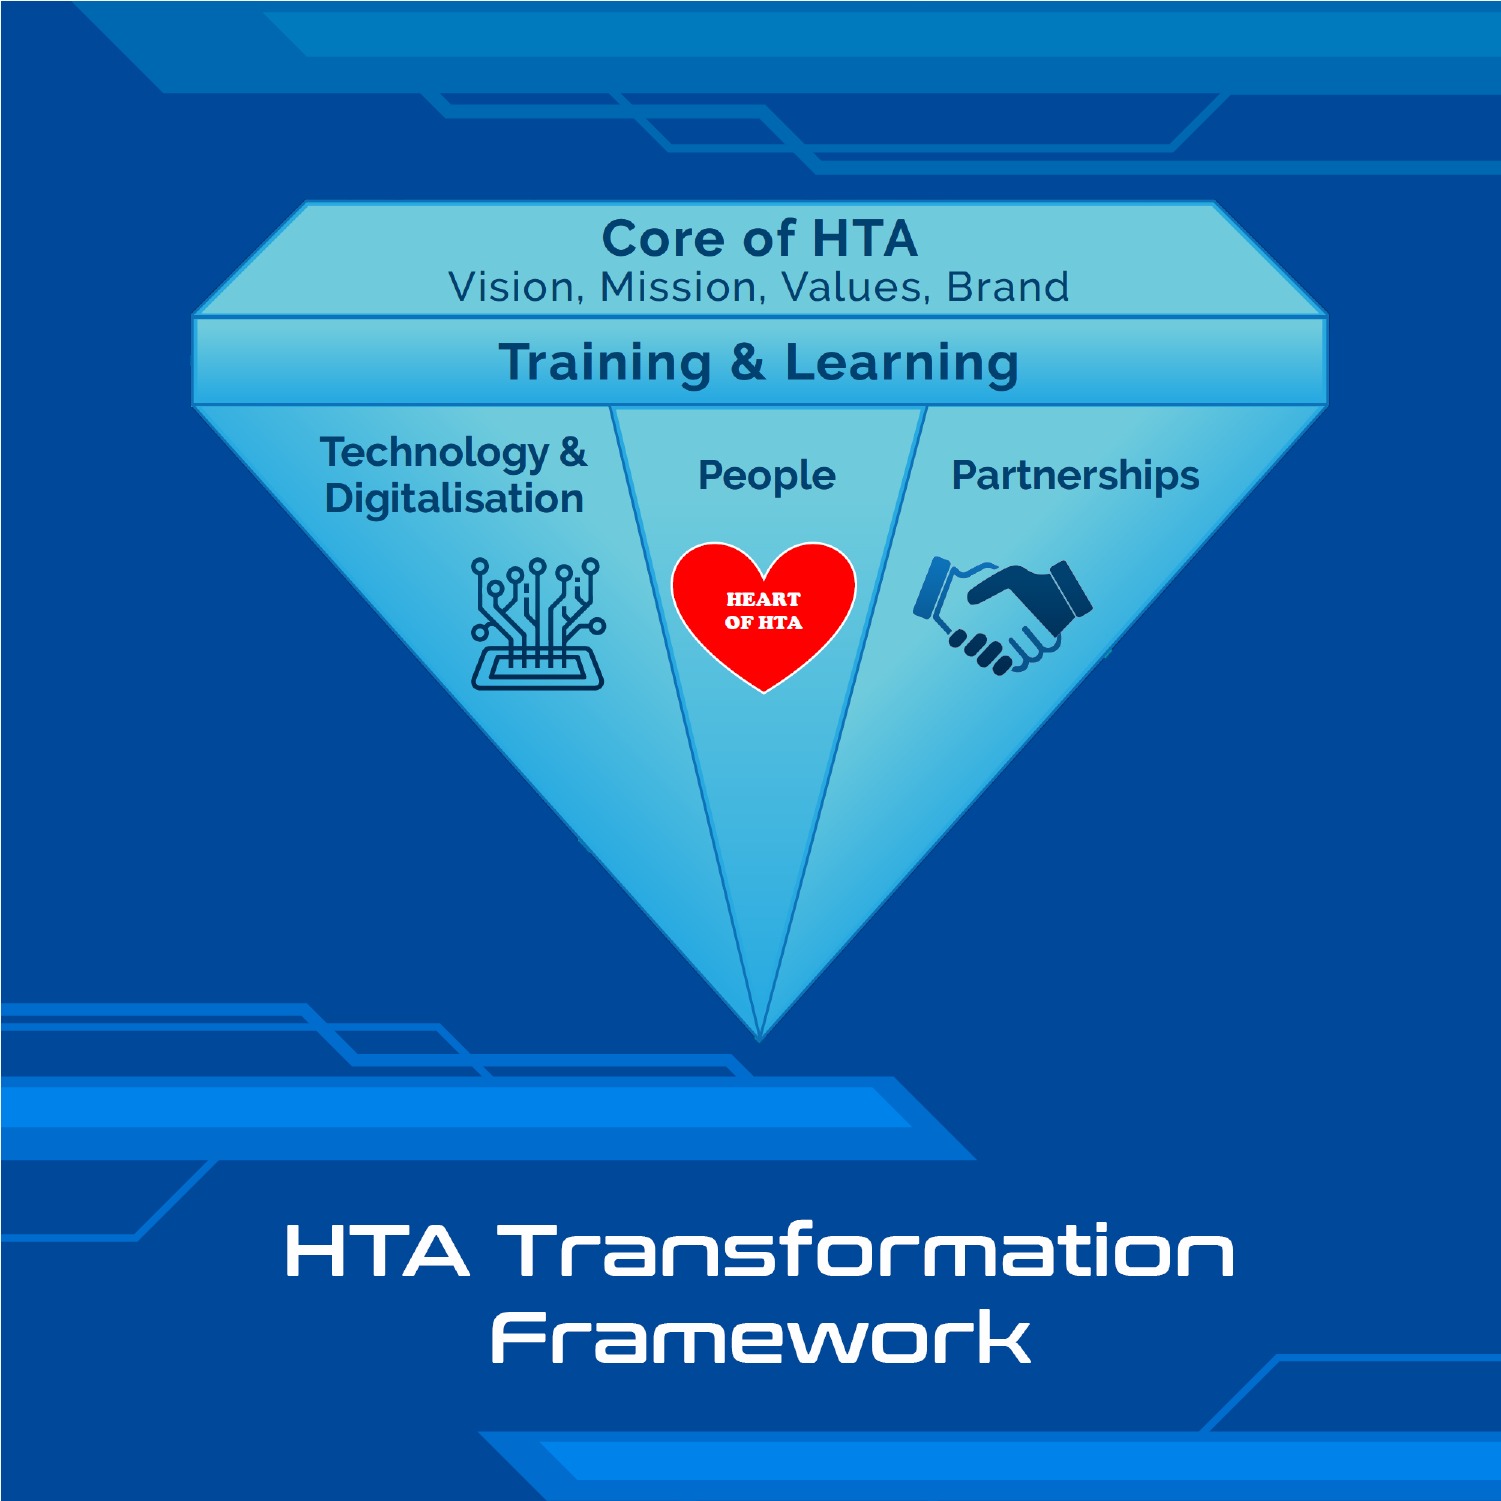 Core of HTA
Vision, Mission, Values, Brand
Training & Learning
Technology &
Digitalisation
People
Partnerships
HEART
OF HTA
HTA Transformation
Framework